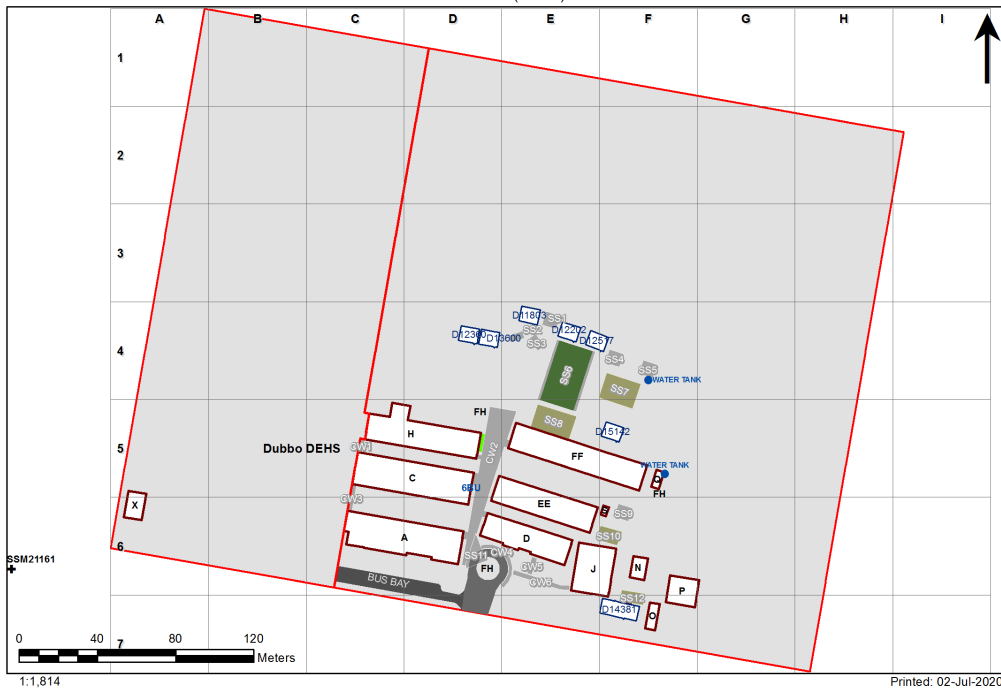 A B C D E F G H I
1
2
3
4
5
6
7
D11803
SS1
D12360
D13600
SS2
SS3
D12202
D12517
SS4
SS5
WATER TANK
SS6
SS7
SS8
FH
D15142
H
CW2
FF
Dubbo DEHS
CW1
C
6BU
WATER TANK
Q
FH
CW3
X
EE
SS9
A
D
SS10
SS11
CW4
CW5
CW6
FH
J
N
P
SSM21161
BUS BAY
SS12
D14381
O
0 40 80 120
Meters
1:1,814
Printed: 02-Jul-2020